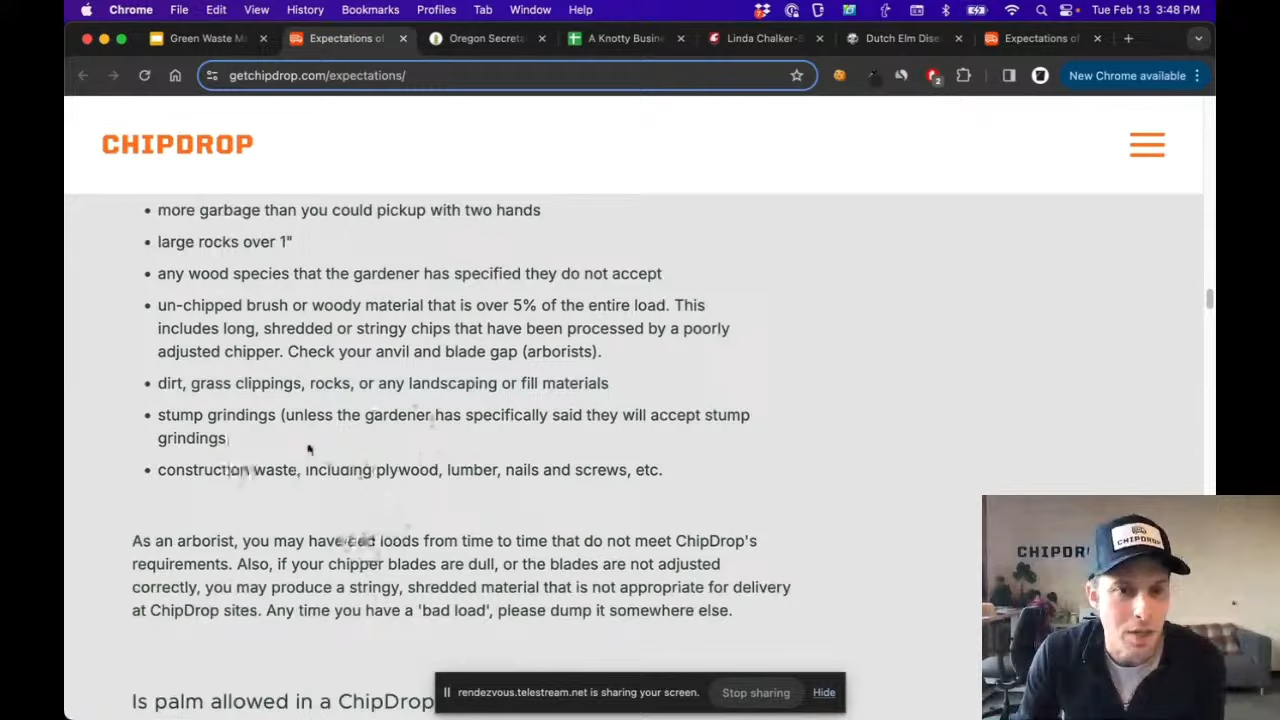 Chrome File Edit View History Bookmarks Profiles Tab Window Help Tue Feb 13 3:48 PM
Green Waste M Expectations of Oregon Secreta A Knotty Busine Linda Chalker-S Dutch Elm Dise Expectations of
getchipdrop.com/expectations/ 2 New Chrome available
CHIPDROP
• more garbage than you could pickup with two hands
• large rocks over 1"
• any wood species that the gardener has specified they do not accept
• un-chipped brush or woody material that is over 5% of the entire load. This
includes long, shredded or stringy chips that have been processed by a poorly
adjusted chipper. Check your anvil and blade gap (arborists).
• dirt, grass clippings, rocks, or any landscaping or fill materials
• stump grindings (unless the gardener has specifically said they will accept stump
grindings
• construction waste, including plywood, lumber, nails and screws, etc.
As an arborist, you may have loods from time to time that do not meet ChipDrop's
requirements. Also, if your chipper blades are dull, or the blades are not adjusted
correctly, you may produce a stringy, shredded material that is not appropriate for delivery
at ChipDrop sites. Any time you have a 'bad load', please dump it somewhere else.
Is palm allowed in a ChipDrop
rendezvous.telestream.net is sharing your screen. Stop sharing Hide
CHIPDR
CHIPDROP